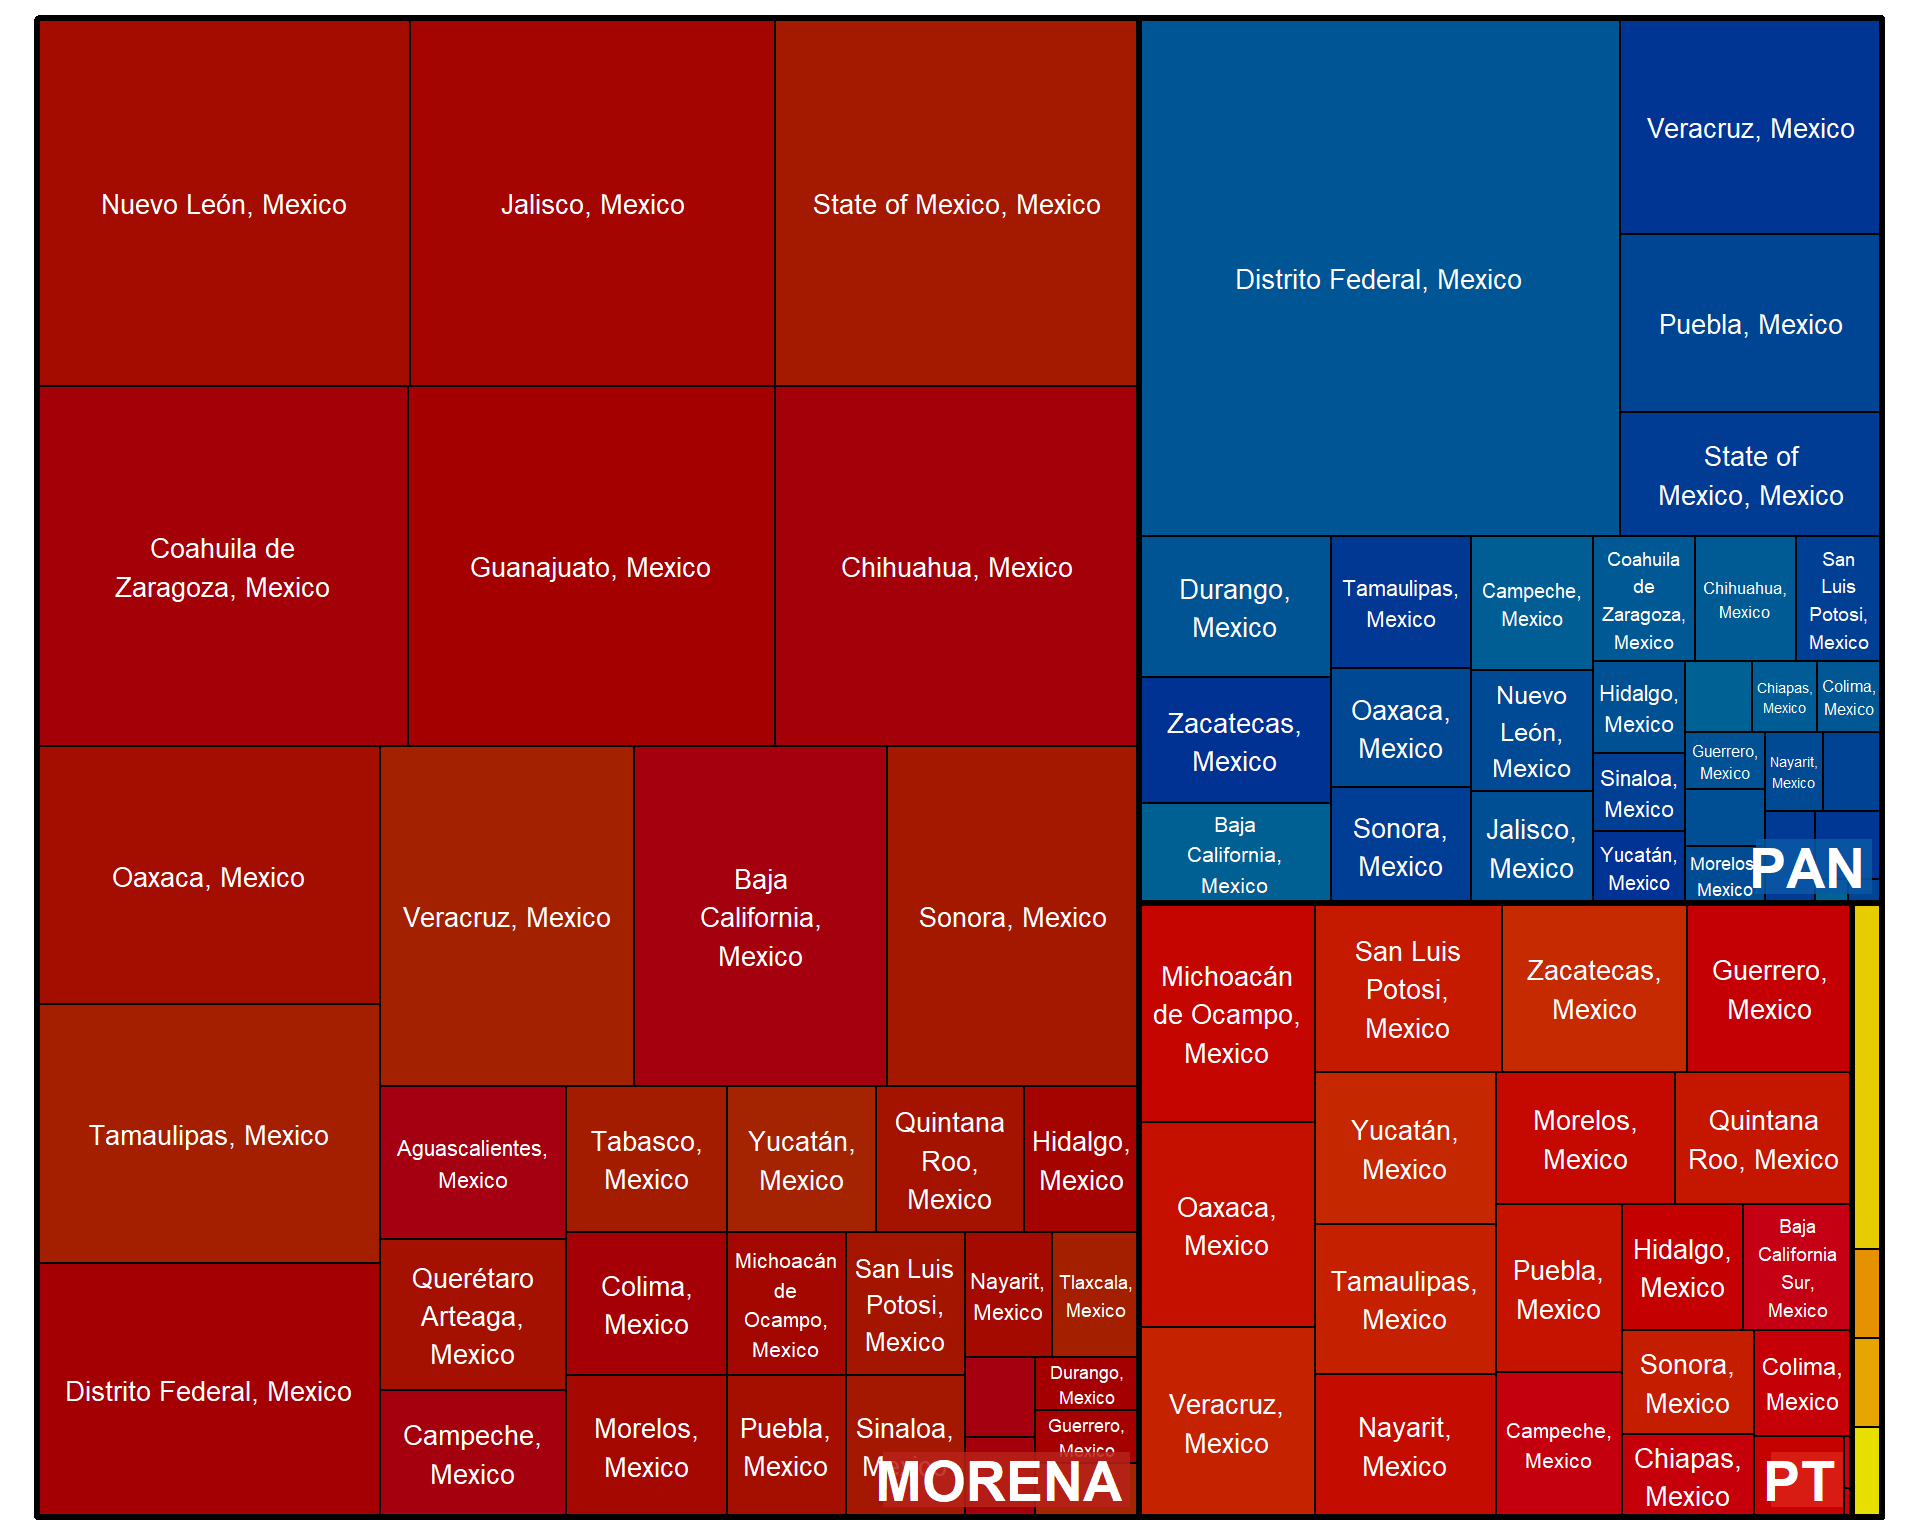 Nuevo León, Mexico
Jalisco, Mexico
State of Mexico, Mexico
Coahuila de
Zaragoza, Mexico
Guanajuato, Mexico
Chihuahua, Mexico
Oaxaca, Mexico
Tamaulipas, Mexico
Distrito Federal, Mexico
Veracruz, Mexico
Baja
California,
Mexico
Sonora, Mexico
Aguascalientes,
Mexico
Querétaro
Arteaga,
Mexico
Campeche,
Mexico
Tabasco,
Mexico
Yucatán,
Mexico
Quintana
Roo,
Mexico
Hidalgo,
Mexico
Colima,
Mexico
Michoacán
de
Ocampo,
Mexico
San Luis
Potosi,
Mexico
Nayarit,
Mexico
Tlaxcala,
Mexico
Morelos,
Mexico
Puebla,
Mexico
Sinaloa,
Mexico
Durango,
Mexico
Guerrero,
Mexico
MORENA
Distrito Federal, Mexico
Veracruz, Mexico
Puebla, Mexico
State of
Mexico, Mexico
Durango,
Mexico
Zacatecas,
Mexico
Baja
California,
Mexico
Tamaulipas,
Mexico
Oaxaca,
Mexico
Sonora,
Mexico
Campeche,
Mexico
Nuevo
León,
Mexico
Jalisco,
Mexico
Coahuila
de
Zaragoza,
Mexico
Chihuahua,
Mexico
San
Luis
Potosi,
Mexico
Hidalgo,
Mexico
Sinaloa,
Mexico
Yucatán,
Mexico
Chiapas,
Mexico
Colima,
Mexico
Guerrero,
Mexico
Nayarit,
Mexico
Morelos
Mexico
PAN
Michoacán
de Ocampo,
Mexico
Oaxaca,
Mexico
Veracruz,
Mexico
San Luis
Potosi,
Mexico
Zacatecas,
Mexico
Guerrero,
Mexico
Yucatán,
Mexico
Tamaulipas,
Mexico
Nayarit,
Mexico
Morelos,
Mexico
Quintana
Roo, Mexico
Puebla,
Mexico
Campeche,
Mexico
Hidalgo,
Mexico
Baja
California
Sur,
Mexico
Sonora,
Mexico
Colima,
Mexico
Chiapas,
Mexico
PT